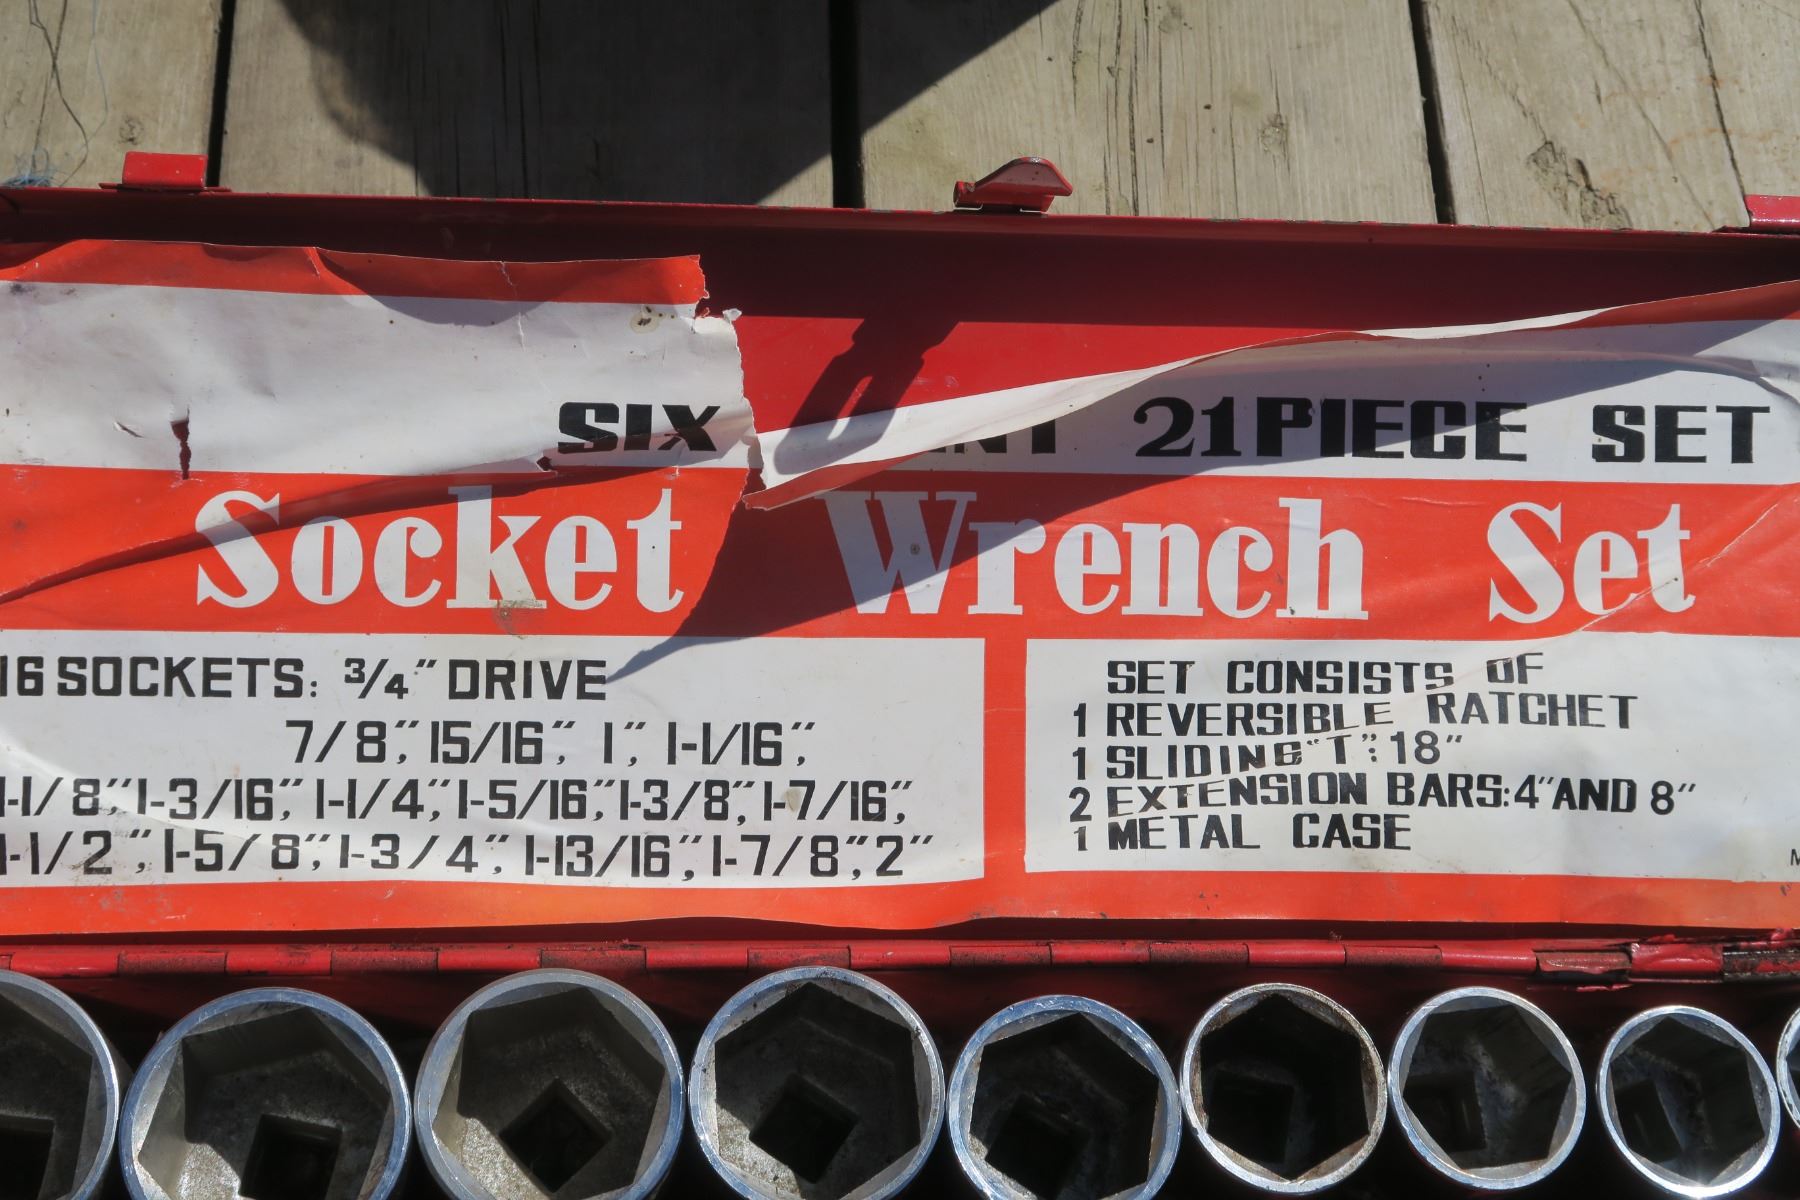 SIX 21 PIECE SET
Socket Wrench Set
16 SOCKETS: 3/4" DRIVE
7/8", 15/16", 1", 1-1/16",
1-1/8", 1-3/16", 1-1/4", 1-5/16", 1-3/8", 1-7/16",
1-1/2", 1-5/8", 1-3/4", 1-13/16", 1-7/8", 2"
SET CONSISTS OF
1 REVERSIBLE RATCHET
1 SLIDING "T": 18"
2 EXTENSION BARS: 4" AND 8"
1 METAL CASE